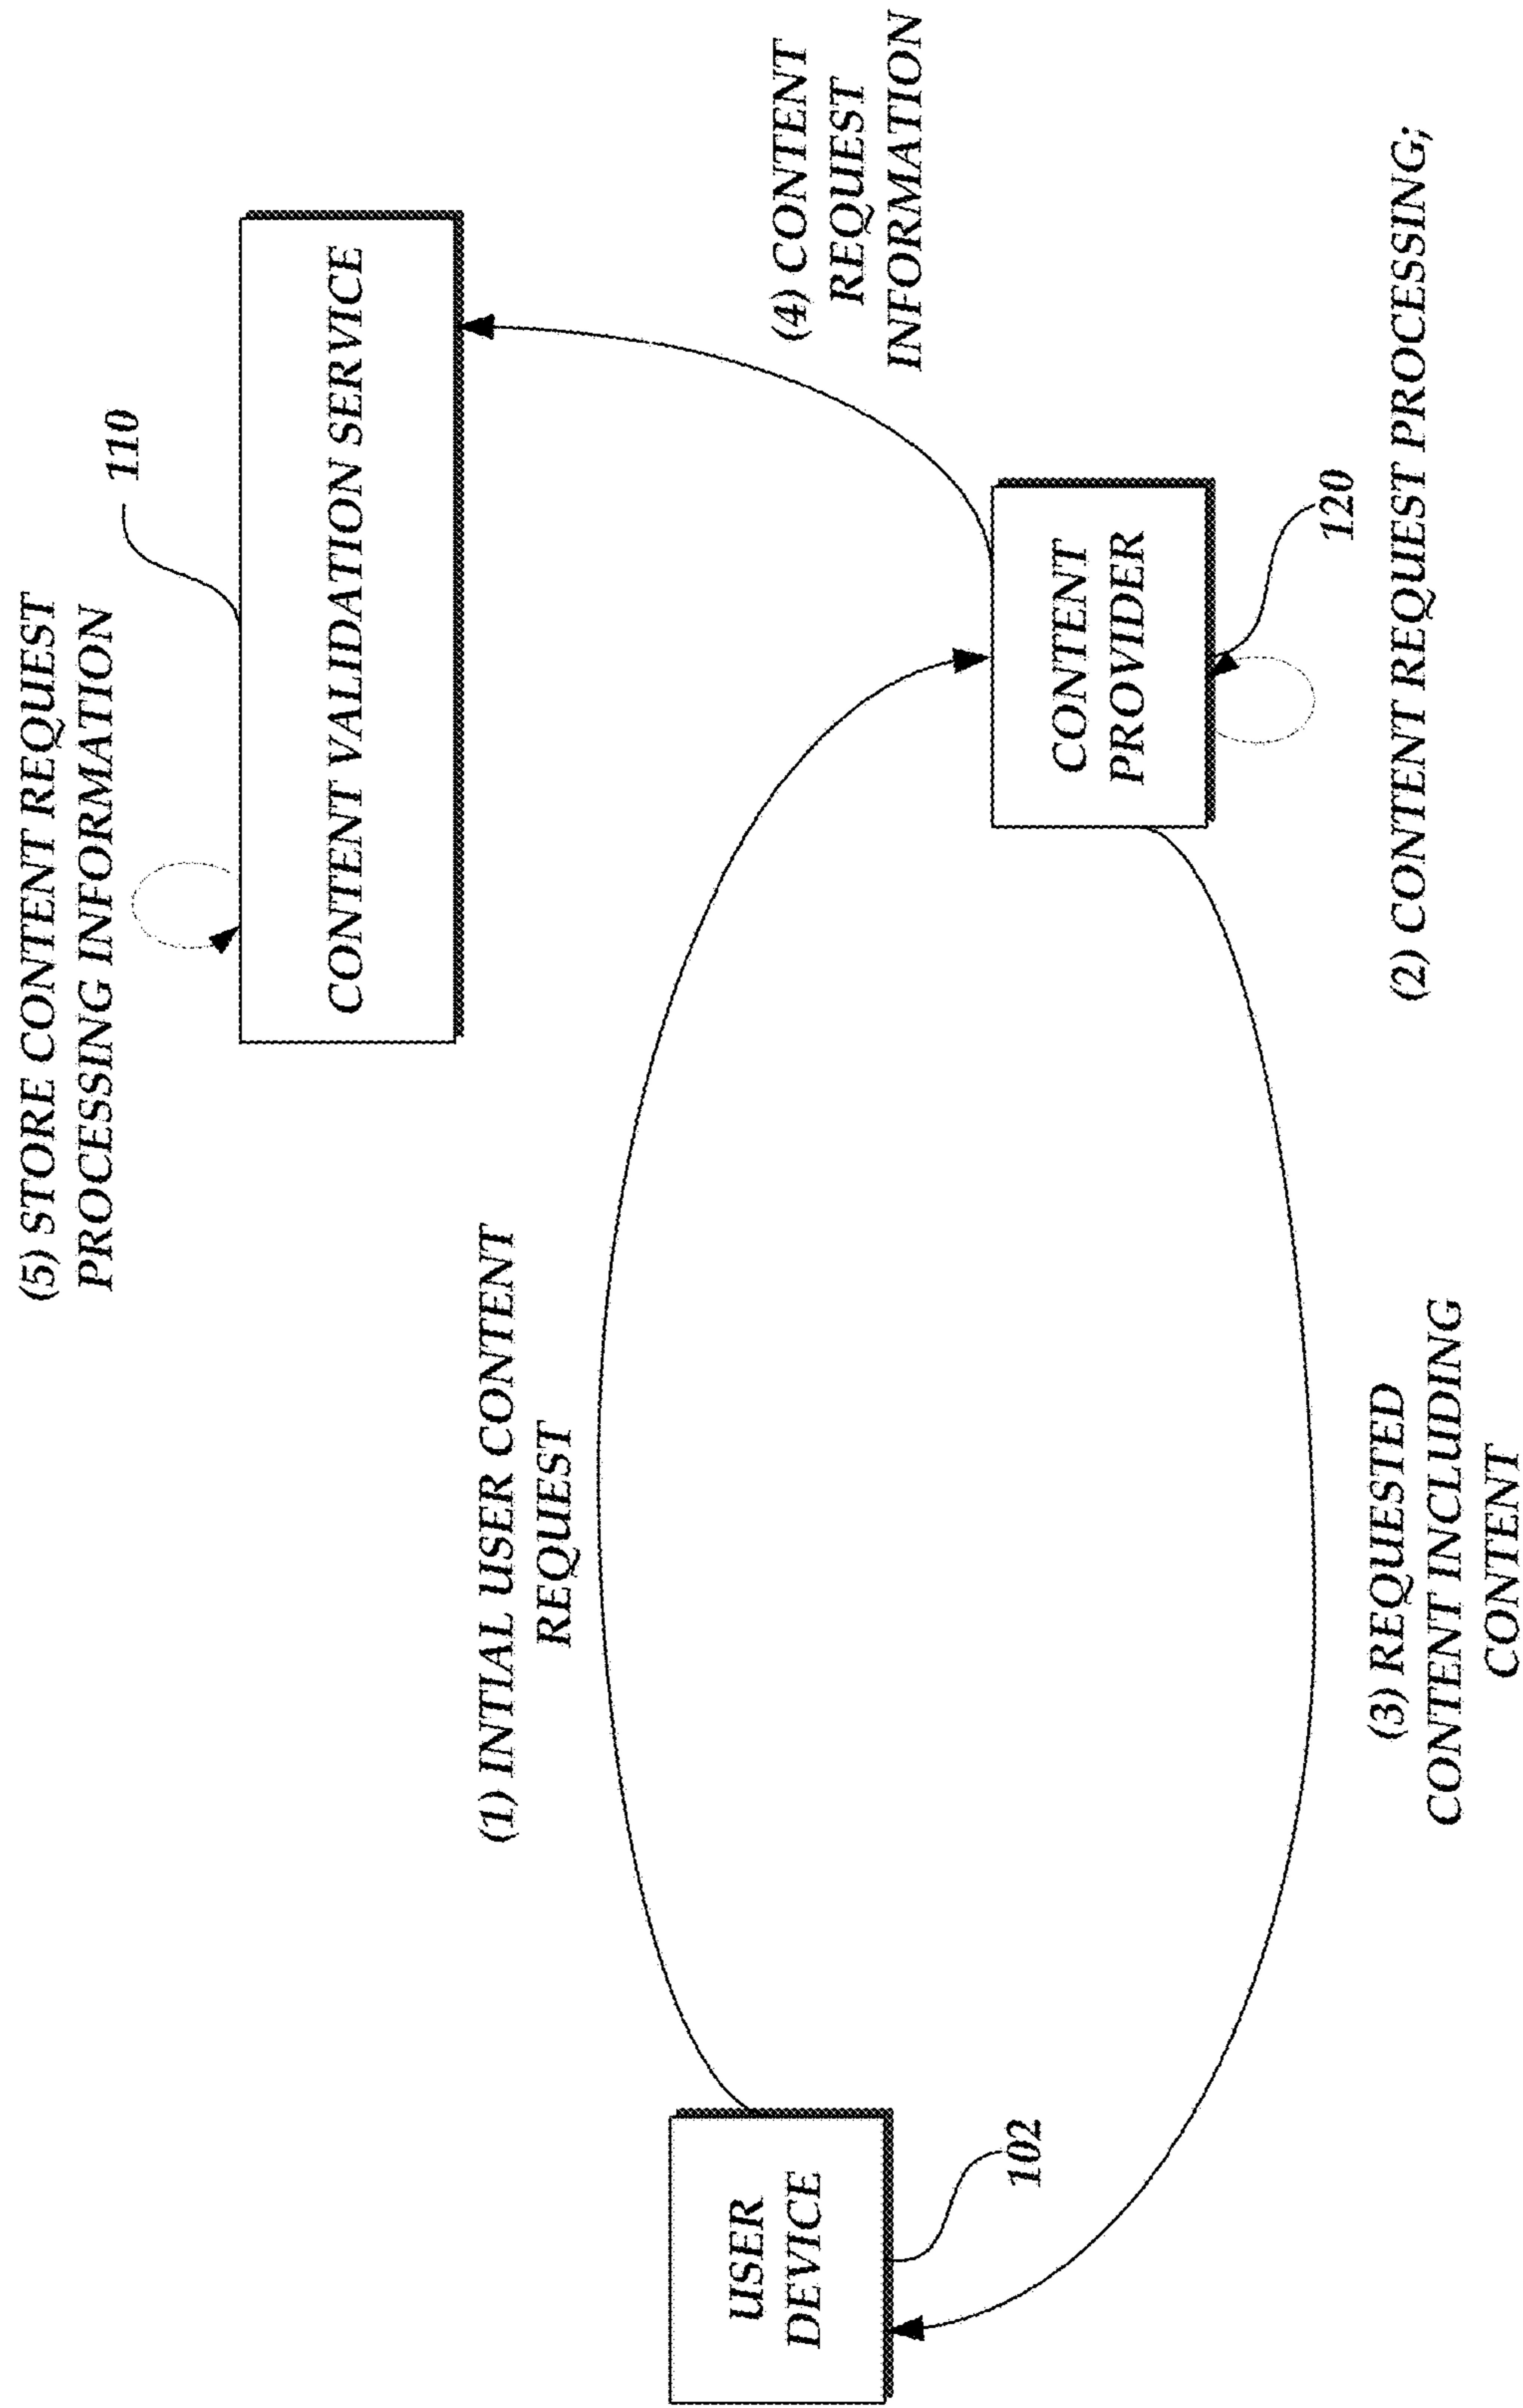 (5) STORE CONTENT REQUEST
PROCESSING INFORMATION
110
CONTENT VALIDATION SERVICE
(1) INTIAL USER CONTENT
REQUEST
(4) CONTENT
REQUEST
INFORMATION
USER
DEVICE
102
CONTENT
PROVIDER
120
(3) REQUESTED
CONTENT INCLUDING
CONTENT
(2) CONTENT REQUEST PROCESSING;